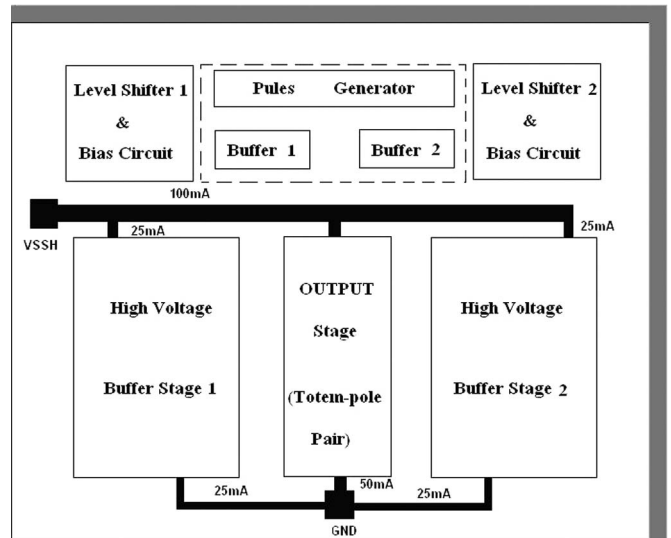 Level Shifter 1
&
Bias Circuit
Pules Generator
Buffer 1
Buffer 2
Level Shifter 2
&
Bias Circuit
100mA
VSSH
25mA
25mA
High Voltage
Buffer Stage 1
OUTPUT
Stage
(Totem-pole
Pair)
High Voltage
Buffer Stage 2
25mA
50mA
25mA
GND